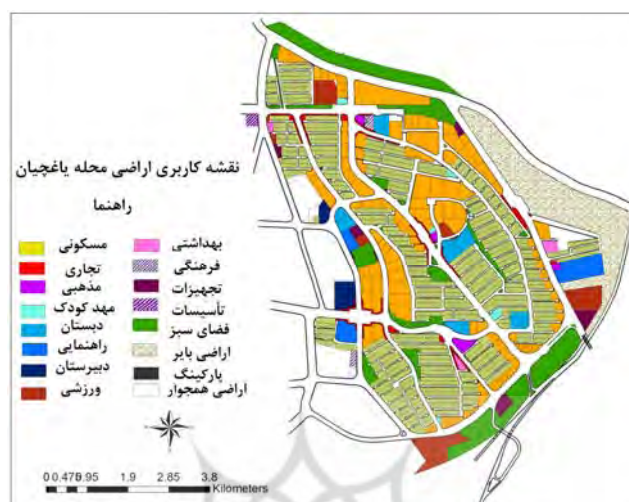 نقشه کاربری اراضی محله یاغچیان
راهنما
مسکونی
تجاری
مذهبی
مهد کودک
دبستان
راهنمایی
دبیرستان
ورزشی
بهداشتی
فرهنگی
تجهیزات
تأسیسات
فضای سبز
اراضی بایر
پارکینگ
اراضی همجوار
0 0.475 0.95 1.9 2.85 3.8
Kilometers